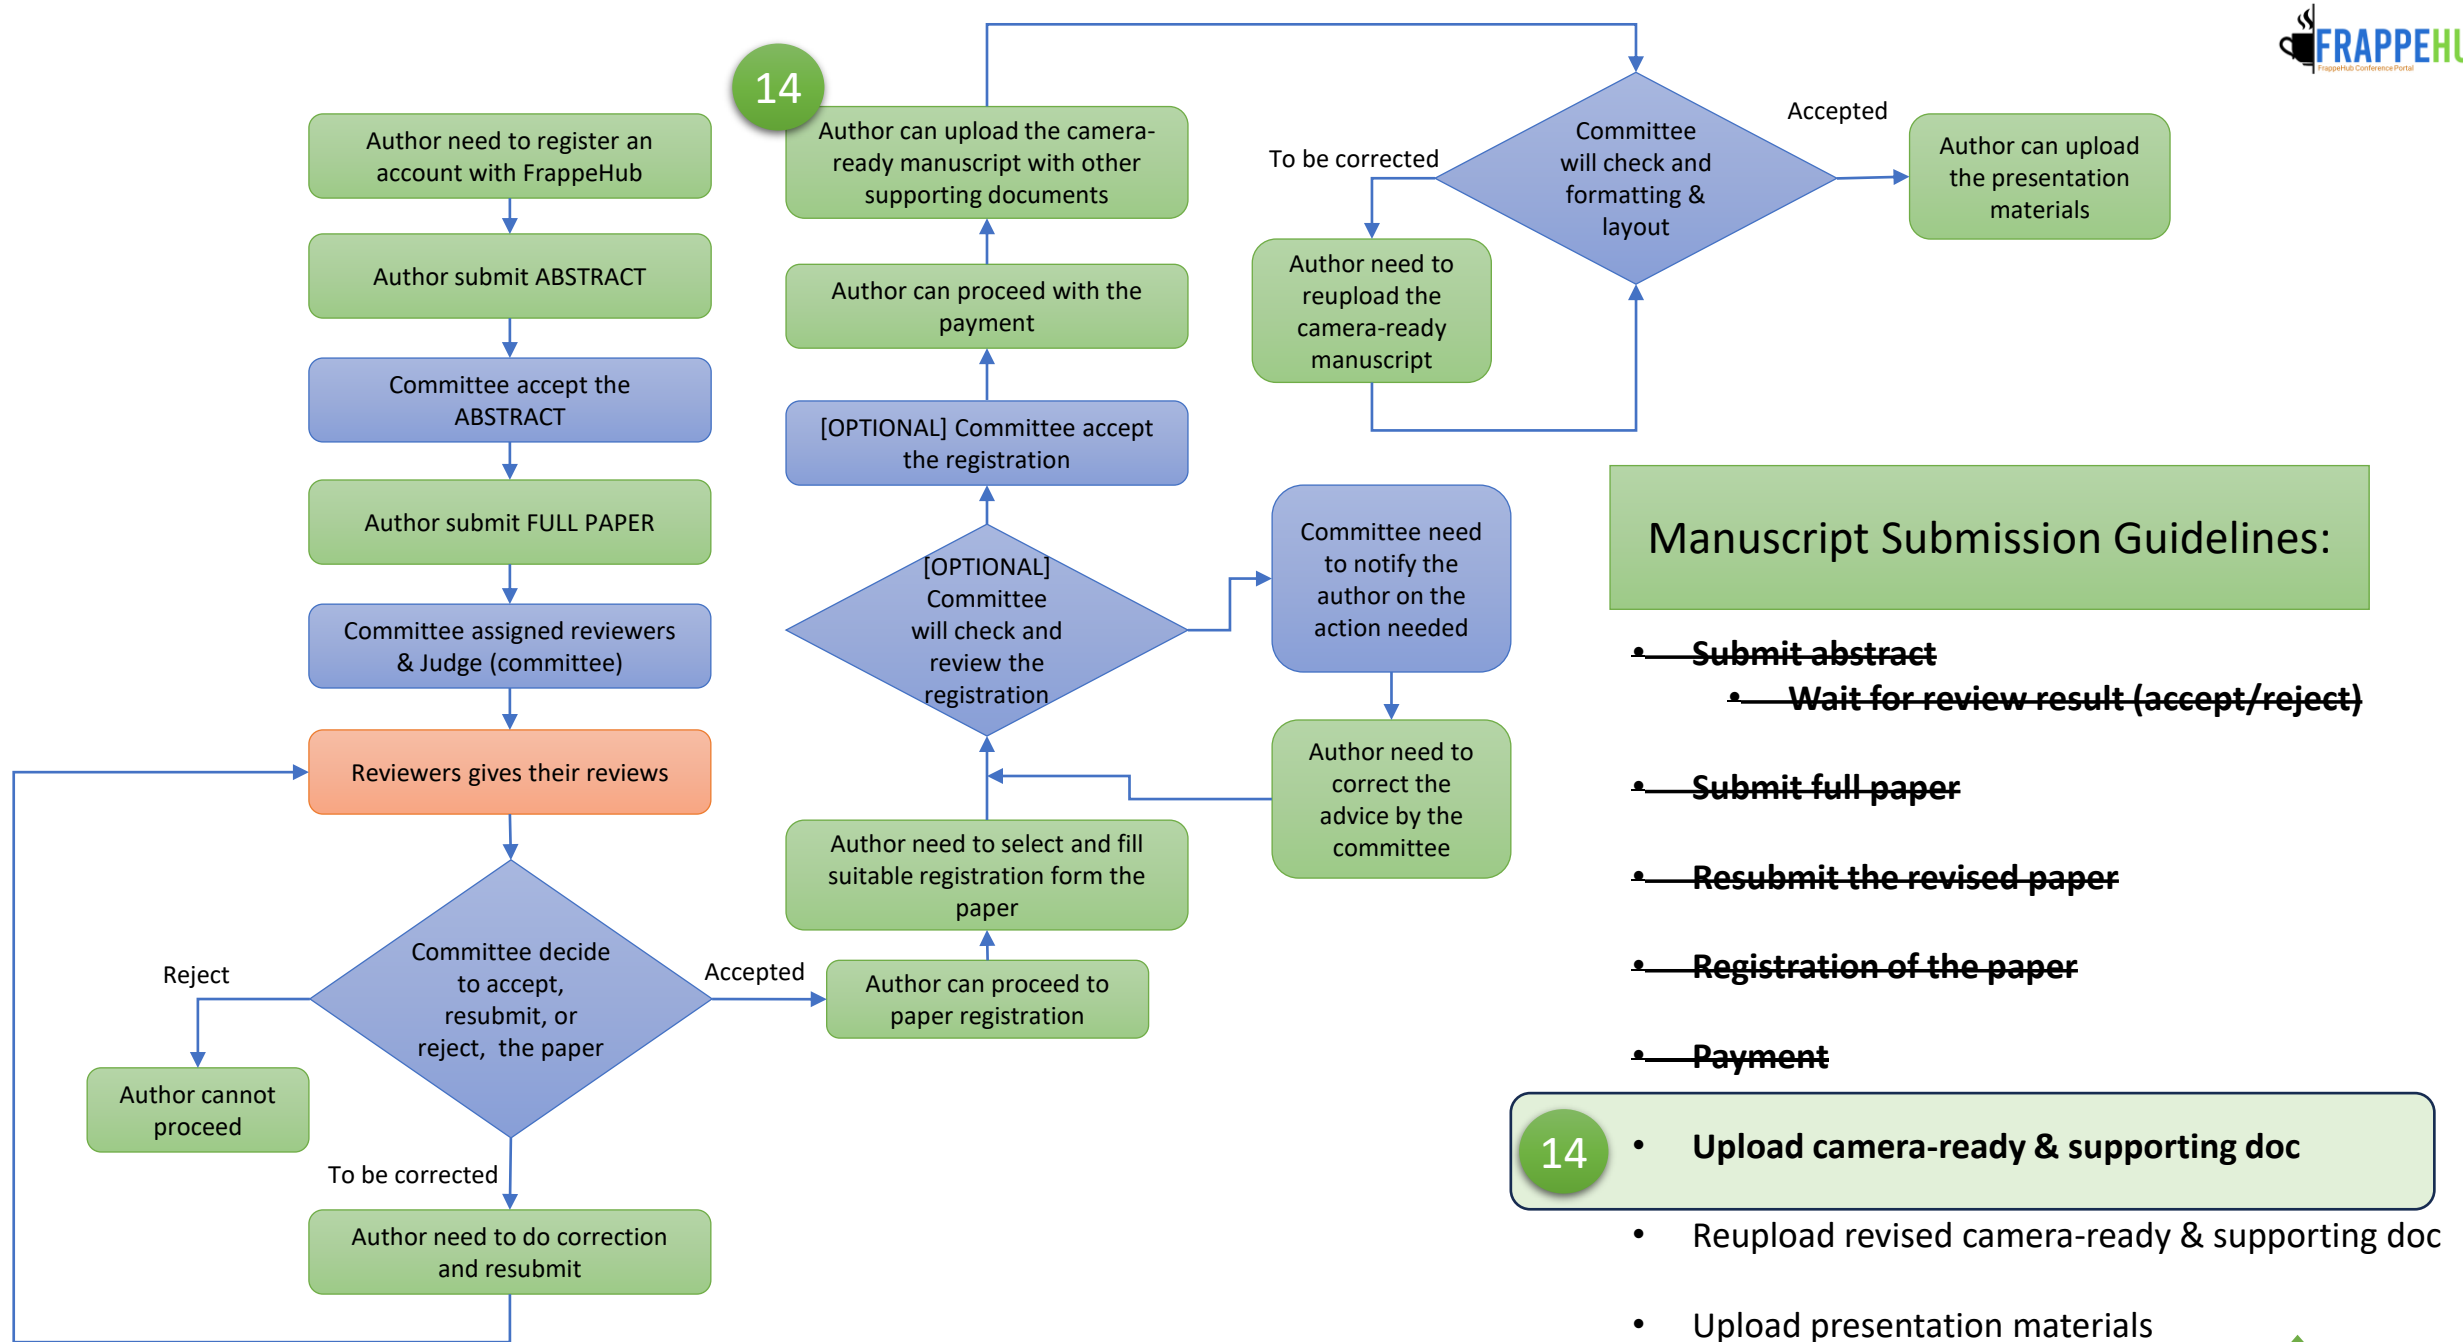 FRAPPEHU
FrappeHub Conference Portal
14
Author need to register an
account with FrappeHub
Author submit ABSTRACT
Committee accept the
ABSTRACT
Author submit FULL PAPER
Committee assigned reviewers
& Judge (committee)
Reviewers gives their reviews
Committee decide
to accept,
resubmit, or
reject, the paper
Reject
Author cannot
proceed
To be corrected
Author need to do correction
and resubmit
Accepted
Author can proceed to
paper registration
Author need to select and fill
suitable registration form the
paper
[OPTIONAL]
Committee
will check and
review the
registration
Committee need
to notify the
author on the
action needed
Author need to
correct the
advice by the
committee
[OPTIONAL] Committee accept
the registration
Author can proceed with the
payment
Author can upload the camera-
ready manuscript with other
supporting documents
Committee
will check and
formatting &
layout
To be corrected
Author need to
reupload the
camera-ready
manuscript
Accepted
Author can upload
the presentation
materials
Manuscript Submission Guidelines:
• Submit abstract
• Wait for review result (accept/reject)
• Submit full paper
• Resubmit the revised paper
• Registration of the paper
• Payment
14
• Upload camera-ready & supporting doc
• Reupload revised camera-ready & supporting doc
• Upload presentation materials